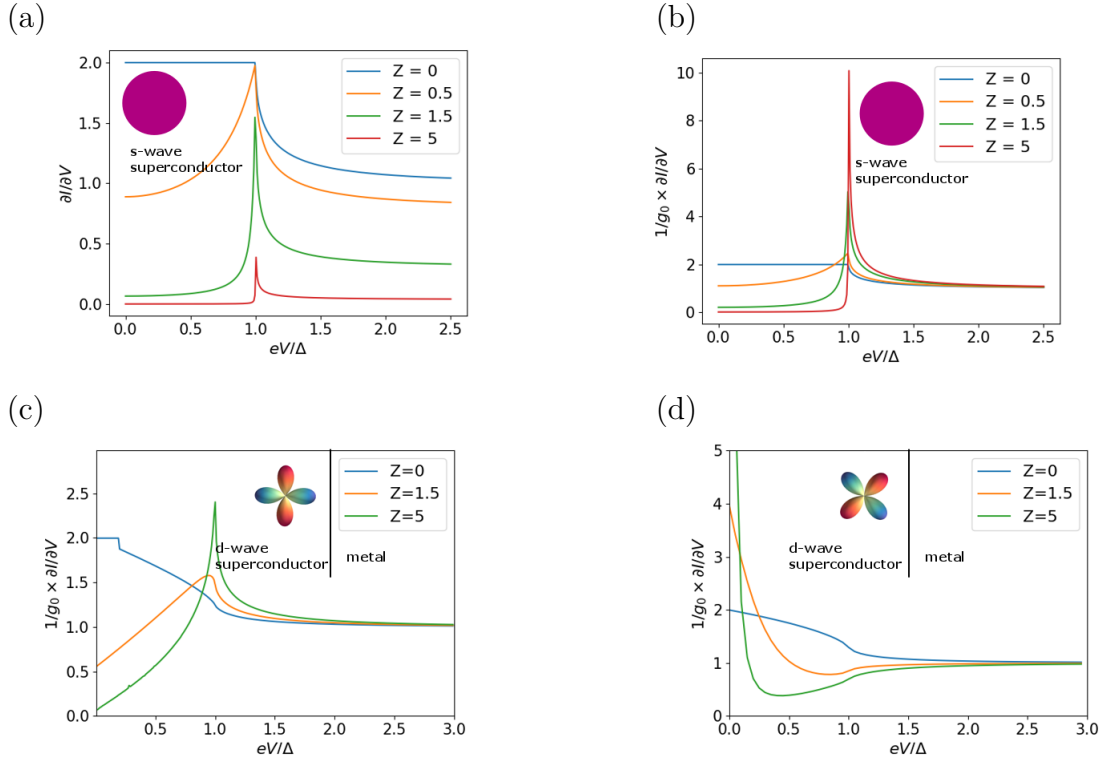 (a)
2.0
1.5
1.0
0.5
0.0
∂I/∂V
s-wave
superconductor
Z = 0
Z = 0.5
Z = 1.5
Z = 5
0.0 0.5 1.0 1.5 2.0 2.5
eV/Δ
(b)
10
8
6
4
2
0
1/g₀ × ∂I/∂V
Z = 0
Z = 0.5
Z = 1.5
Z = 5
s-wave
superconductor
0.0 0.5 1.0 1.5 2.0 2.5
eV/Δ
(c)
2.5
2.0
1.5
1.0
0.5
0.0
1/g₀ × ∂I/∂V
Z=0
Z=1.5
Z=5
d-wave
superconductor
metal
0.5 1.0 1.5 2.0 2.5 3.0
eV/Δ
(d)
5
4
3
2
1
0
1/g₀ × ∂I/∂V
Z=0
Z=1.5
Z=5
d-wave
superconductor
metal
0.0 0.5 1.0 1.5 2.0 2.5 3.0
eV/Δ